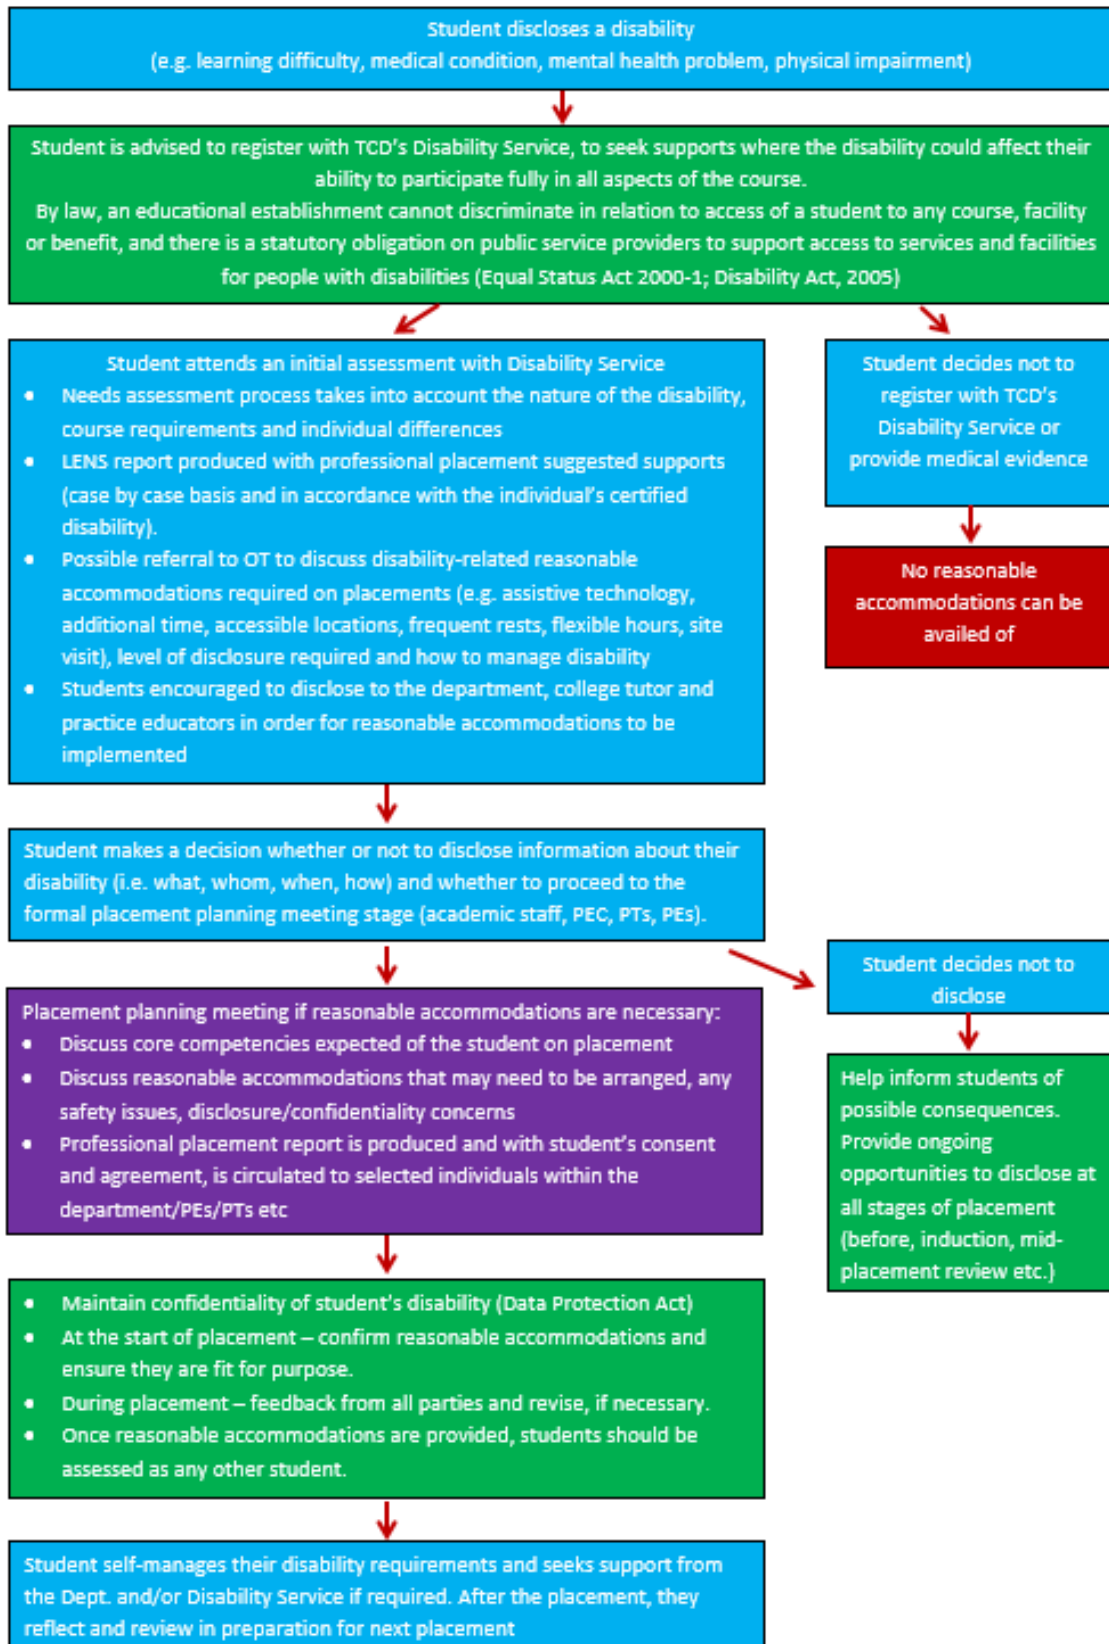 Student discloses a disability
(e.g. learning difficulty, medical condition, mental health problem, physical impairment)
Student is advised to register with TCD's Disability Service, to seek supports where the disability could affect their
ability to participate fully in all aspects of the course.
By law, an educational establishment cannot discriminate in relation to access of a student to any course, facility
or benefit, and there is a statutory obligation on public service providers to support access to services and facilities
for people with disabilities (Equal Status Act 2000-1; Disability Act, 2005)
Student attends an initial assessment with Disability Service
• Needs assessment process takes into account the nature of the disability,
course requirements and individual differences
• LENS report produced with professional placement suggested supports
(case by case basis and in accordance with the individual's certified
disability).
• Possible referral to OT to discuss disability-related reasonable
accommodations required on placements (e.g. assistive technology,
additional time, accessible locations, frequent rests, flexible hours, site
visit), level of disclosure required and how to manage disability
• Students encouraged to disclose to the department, college tutor and
practice educators in order for reasonable accommodations to be
implemented
Student decides not to
register with TCD's
Disability Service or
provide medical evidence
No reasonable
accommodations can be
availed of
Student makes a decision whether or not to disclose information about their
disability (i.e. what, whom, when, how) and whether to proceed to the
formal placement planning meeting stage (academic staff, PEC, PTs, PEs).
Student decides not to
disclose
Help inform students of
possible consequences.
Provide ongoing
opportunities to disclose at
all stages of placement
(before, induction, mid-
placement review etc.)
Placement planning meeting if reasonable accommodations are necessary:
• Discuss core competencies expected of the student on placement
• Discuss reasonable accommodations that may need to be arranged, any
safety issues, disclosure/confidentiality concerns
• Professional placement report is produced and with student's consent
and agreement, is circulated to selected individuals within the
department/PEs/PTs etc
• Maintain confidentiality of student's disability (Data Protection Act)
• At the start of placement – confirm reasonable accommodations and
ensure they are fit for purpose.
• During placement – feedback from all parties and revise, if necessary.
• Once reasonable accommodations are provided, students should be
assessed as any other student.
Student self-manages their disability requirements and seeks support from
the Dept. and/or Disability Service if required. After the placement, they
reflect and review in preparation for next placement